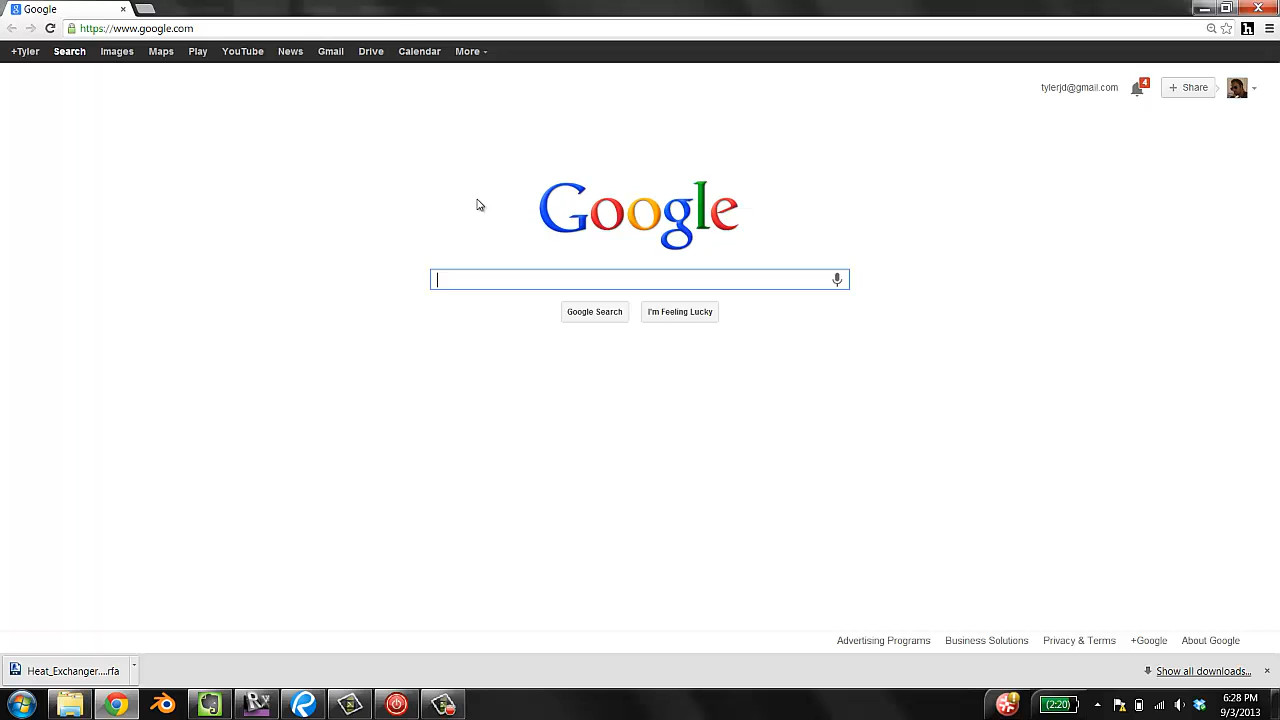 Google
https://www.google.com
+Tyler Search Images Maps Play YouTube News Gmail Drive Calendar More
tylerjd@gmail.com 4 + Share
Google
Google Search I'm Feeling Lucky
Advertising Programs Business Solutions Privacy & Terms +Google About Google
Heat_Exchanger....rfa Show all downloads...
(2:20) 6:28 PM
9/3/2013